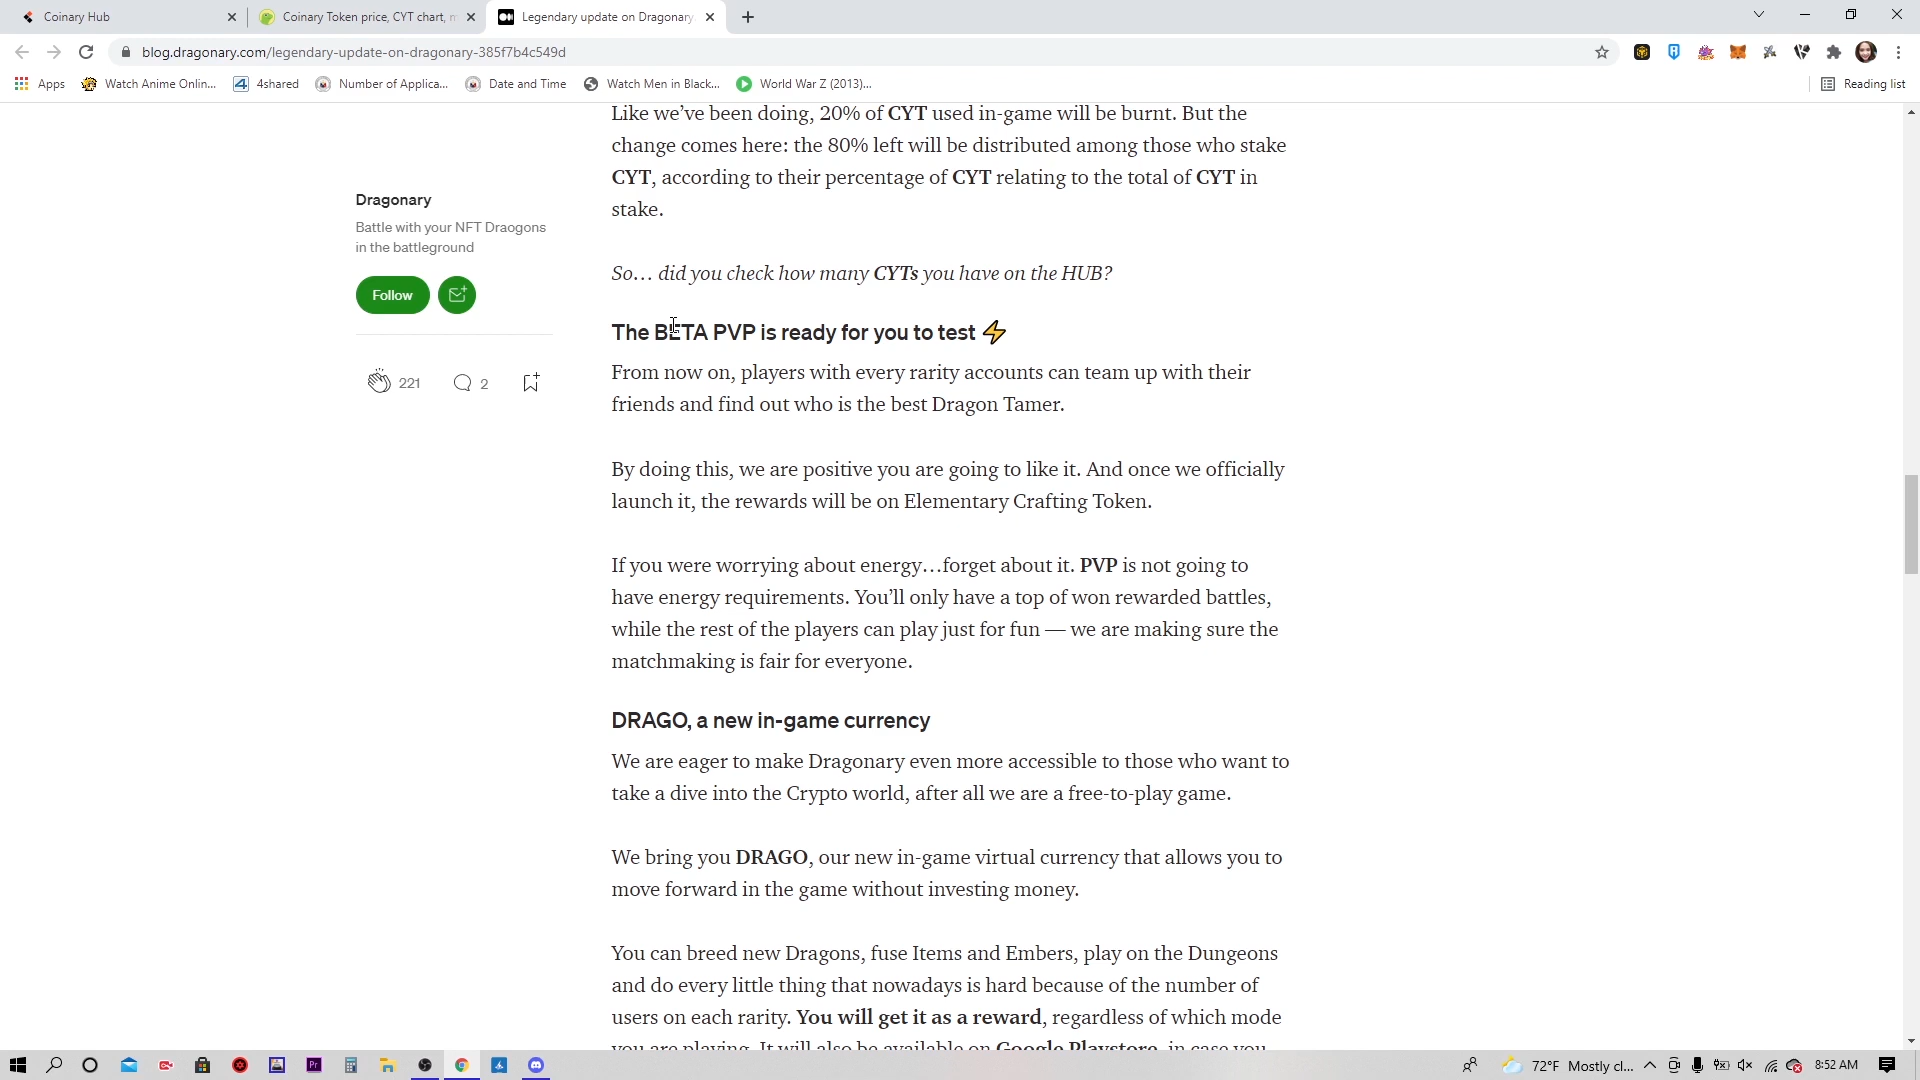 Coinary Hub
Coinary Token price, CYT chart, m
Legendary update on Dragonary
blog.dragonary.com/legendary-update-on-dragonary-385f7b4c549d
Apps
Watch Anime Onlin...
4shared
Number of Applica...
Date and Time
Watch Men in Black...
World War Z (2013)...
Reading list
Like we’ve been doing, 20% of CYT used in-game will be burnt. But the
change comes here: the 80% left will be distributed among those who stake
CYT, according to their percentage of CYT relating to the total of CYT in
stake.
Dragonary
Battle with your NFT Draogons
in the battleground
Follow
221
2
So… did you check how many CYTs you have on the HUB?
The BETA PVP is ready for you to test ⚡
From now on, players with every rarity accounts can team up with their
friends and find out who is the best Dragon Tamer.
By doing this, we are positive you are going to like it. And once we officially
launch it, the rewards will be on Elementary Crafting Token.
If you were worrying about energy…forget about it. PVP is not going to
have energy requirements. You’ll only have a top of won rewarded battles,
while the rest of the players can play just for fun — we are making sure the
matchmaking is fair for everyone.
DRAGO, a new in-game currency
We are eager to make Dragonary even more accessible to those who want to
take a dive into the Crypto world, after all we are a free-to-play game.
We bring you DRAGO, our new in-game virtual currency that allows you to
move forward in the game without investing money.
You can breed new Dragons, fuse Items and Embers, play on the Dungeons
and do every little thing that nowadays is hard because of the number of
users on each rarity. You will get it as a reward, regardless of which mode
you are playing. It will also be available on Google Playstore, in case you
72°F Mostly cl...
8:52 AM